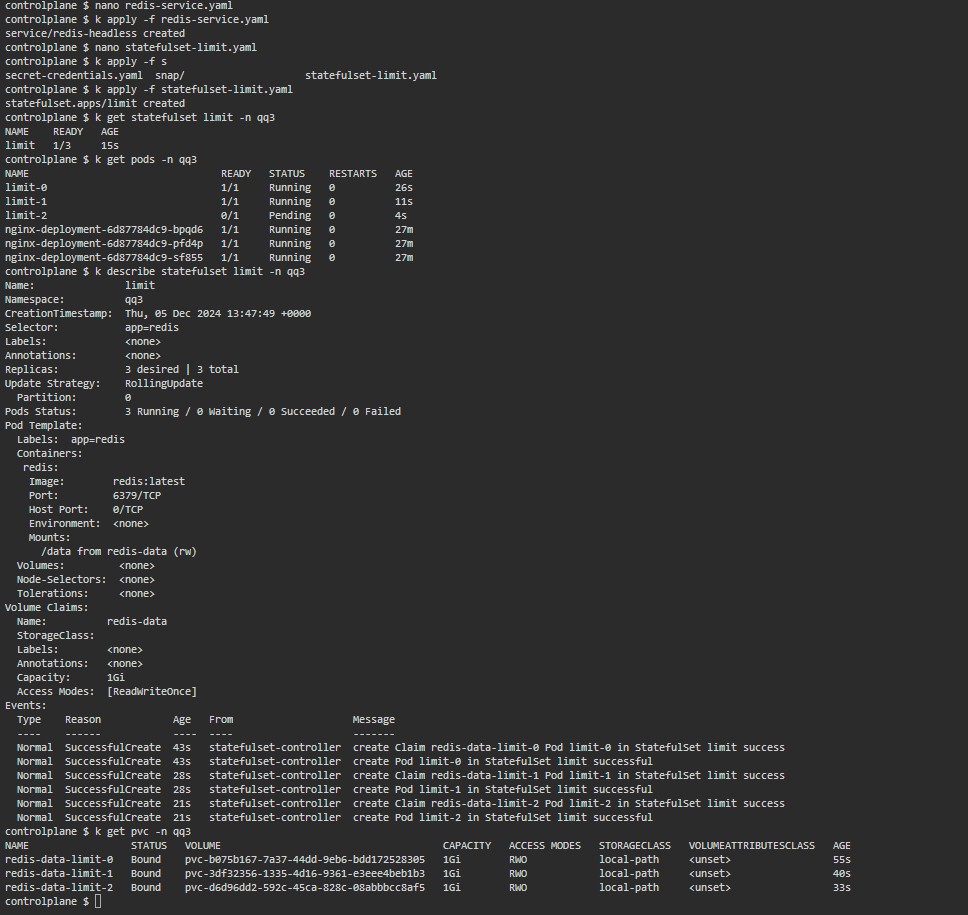 controlplane $ nano redis-service.yaml
controlplane $ k apply -f redis-service.yaml
service/redis-headless created
controlplane $ nano statefulset-limit.yaml
controlplane $ k apply -f s
secret-credentials.yaml  snap/                    statefulset-limit.yaml
controlplane $ k apply -f statefulset-limit.yaml
statefulset.apps/limit created
controlplane $ k get statefulset limit -n qq3
NAME    READY   AGE
limit   1/3     15s
controlplane $ k get pods -n qq3
NAME                                READY   STATUS    RESTARTS   AGE
limit-0                             1/1     Running   0          26s
limit-1                             1/1     Running   0          11s
limit-2                             0/1     Pending   0          4s
nginx-deployment-6d87784dc9-bpqd6   1/1     Running   0          27m
nginx-deployment-6d87784dc9-pfd4p   1/1     Running   0          27m
nginx-deployment-6d87784dc9-sf855   1/1     Running   0          27m
controlplane $ k describe statefulset limit -n qq3
Name:               limit
Namespace:          qq3
CreationTimestamp:  Thu, 05 Dec 2024 13:47:49 +0000
Selector:           app=redis
Labels:             <none>
Annotations:        <none>
Replicas:           3 desired | 3 total
Update Strategy:    RollingUpdate
  Partition:        0
Pods Status:        3 Running / 0 Waiting / 0 Succeeded / 0 Failed
Pod Template:
  Labels:  app=redis
  Containers:
   redis:
    Image:        redis:latest
    Port:         6379/TCP
    Host Port:    0/TCP
    Environment:  <none>
    Mounts:
      /data from redis-data (rw)
  Volumes:         <none>
  Node-Selectors:  <none>
  Tolerations:     <none>
Volume Claims:
  Name:          redis-data
  StorageClass:
  Labels:        <none>
  Annotations:   <none>
  Capacity:      1Gi
  Access Modes:  [ReadWriteOnce]
Events:
  Type    Reason            Age   From                    Message
  ----    ------            ----  ----                    -------
  Normal  SuccessfulCreate  43s   statefulset-controller  create Claim redis-data-limit-0 Pod limit-0 in StatefulSet limit success
  Normal  SuccessfulCreate  43s   statefulset-controller  create Pod limit-0 in StatefulSet limit successful
  Normal  SuccessfulCreate  28s   statefulset-controller  create Claim redis-data-limit-1 Pod limit-1 in StatefulSet limit success
  Normal  SuccessfulCreate  28s   statefulset-controller  create Pod limit-1 in StatefulSet limit successful
  Normal  SuccessfulCreate  21s   statefulset-controller  create Claim redis-data-limit-2 Pod limit-2 in StatefulSet limit success
  Normal  SuccessfulCreate  21s   statefulset-controller  create Pod limit-2 in StatefulSet limit successful
controlplane $ k get pvc -n qq3
NAME                 STATUS   VOLUME                                     CAPACITY   ACCESS MODES   STORAGECLASS   VOLUMEATTRIBUTESCLASS   AGE
redis-data-limit-0   Bound    pvc-b075b167-7a37-44dd-9eb6-bdd172528305   1Gi        RWO            local-path     <unset>                 55s
redis-data-limit-1   Bound    pvc-3df32356-1335-4d16-9361-e3eee4beb1b3   1Gi        RWO            local-path     <unset>                 40s
redis-data-limit-2   Bound    pvc-d6d96dd2-592c-45ca-828c-08abbbcc8af5   1Gi        RWO            local-path     <unset>                 33s
controlplane $